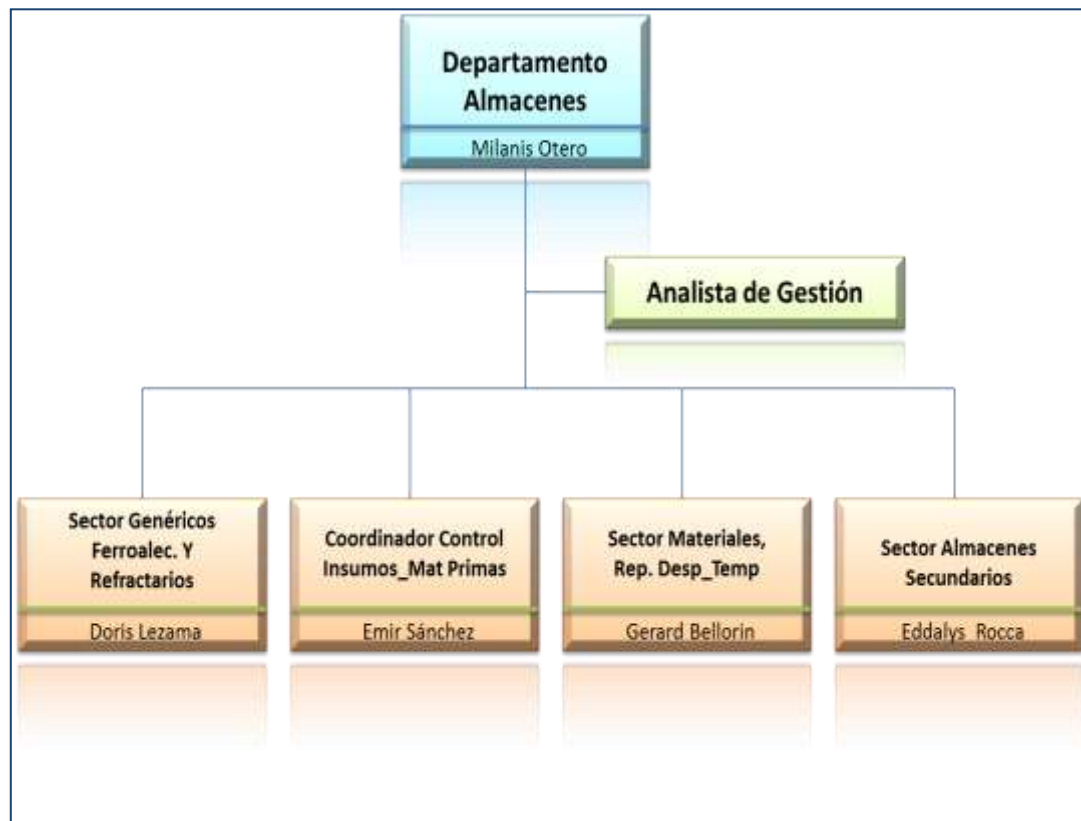 Departamento
Almacenes
Milanis Otero
Analista de Gestión
Sector Genéricos
Ferroalec. Y
Refractarios
Doris Lezama
Coordinador Control
Insumos_Mat Primas
Emir Sánchez
Sector Materiales,
Rep. Desp_Temp
Gerard Bellorin
Sector Almacenes
Secundarios
Eddalys Rocca